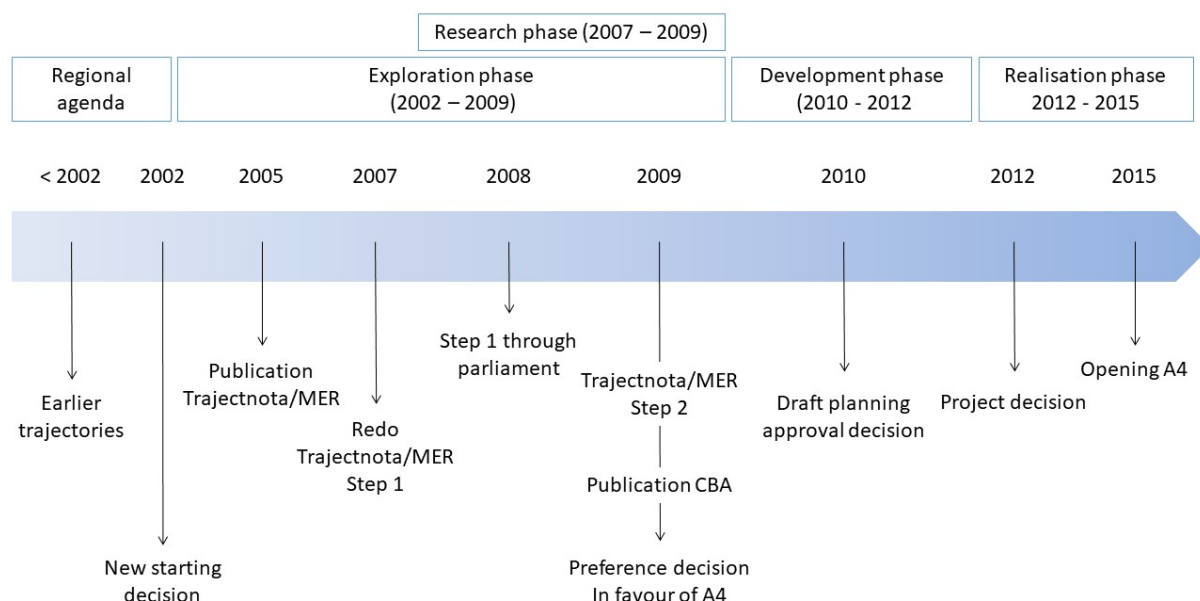 Research phase (2007 – 2009)
Regional
agenda
Exploration phase
(2002 – 2009)
Development phase
(2010 - 2012
Realisation phase
2012 - 2015
< 2002
2002
2005
2007
2008
2009
2010
2012
2015
Earlier
trajectories
New starting
decision
Publication
Trajectnota/MER
Redo
Trajectnota/MER
Step 1
Step 1 through
parliament
Trajectnota/MER
Step 2
Publication CBA
Preference decision
In favour of A4
Draft planning
approval decision
Project decision
Opening A4